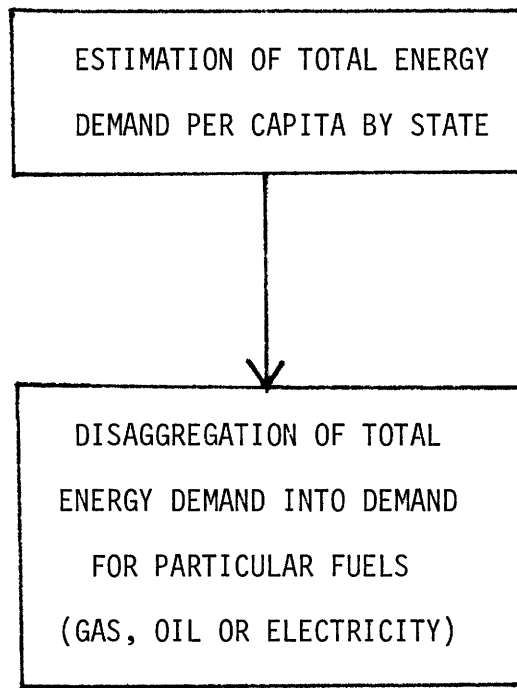 ESTIMATION OF TOTAL ENERGY
DEMAND PER CAPITA BY STATE
DISAGGREGATION OF TOTAL
ENERGY DEMAND INTO DEMAND
FOR PARTICULAR FUELS
(GAS, OIL OR ELECTRICITY)